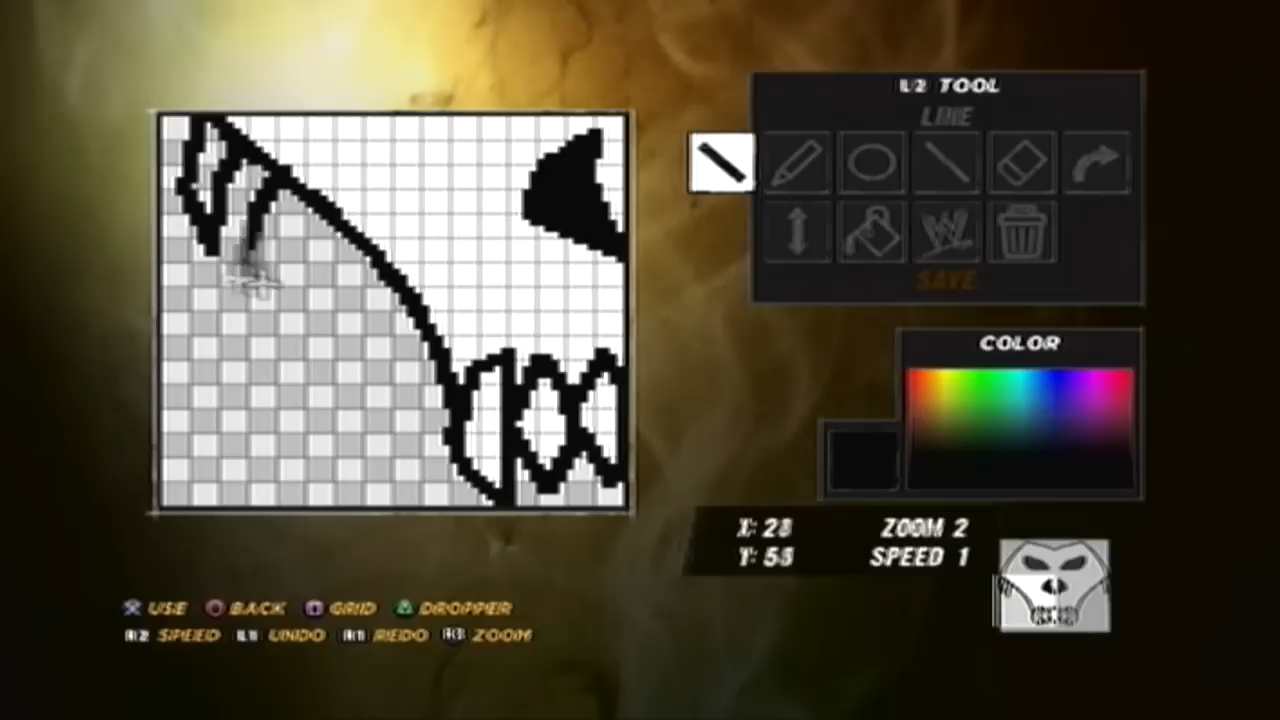 L2 TOOL
LINE
SAVE
COLOR
X: 28 ZOOM 2
Y: 58 SPEED 1
USE BACK GRID DROPPER
R2 SPEED L1 UNDO R1 REDO R3 ZOOM